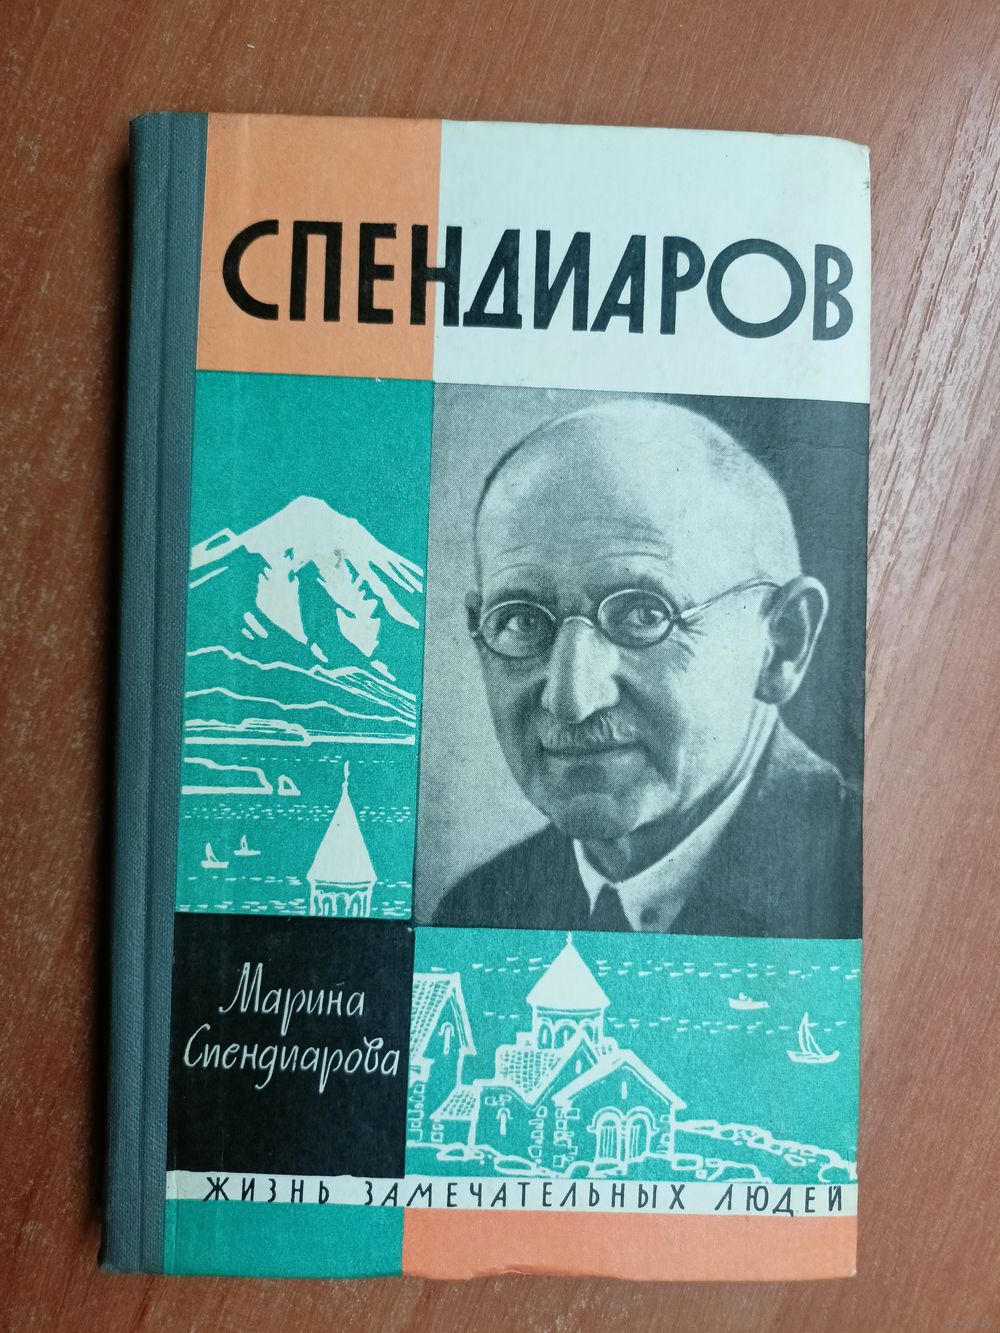 СПЕНДИАРОВ
Марина
Спендиарова
ЖИЗНЬ ЗАМЕЧАТЕЛЬНЫХ ЛЮДЕЙ